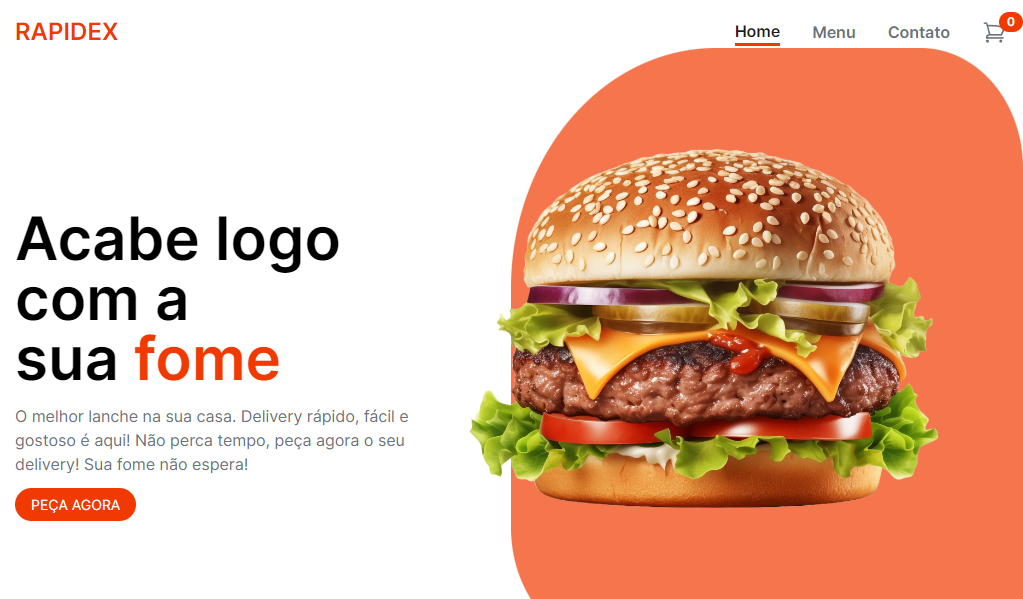 RAPIDEX
Home Menu Contato 0
Acabe logo
com a
sua fome
O melhor lanche na sua casa. Delivery rápido, fácil e
gostoso é aqui! Não perca tempo, peça agora o seu
delivery! Sua fome não espera!
PEÇA AGORA